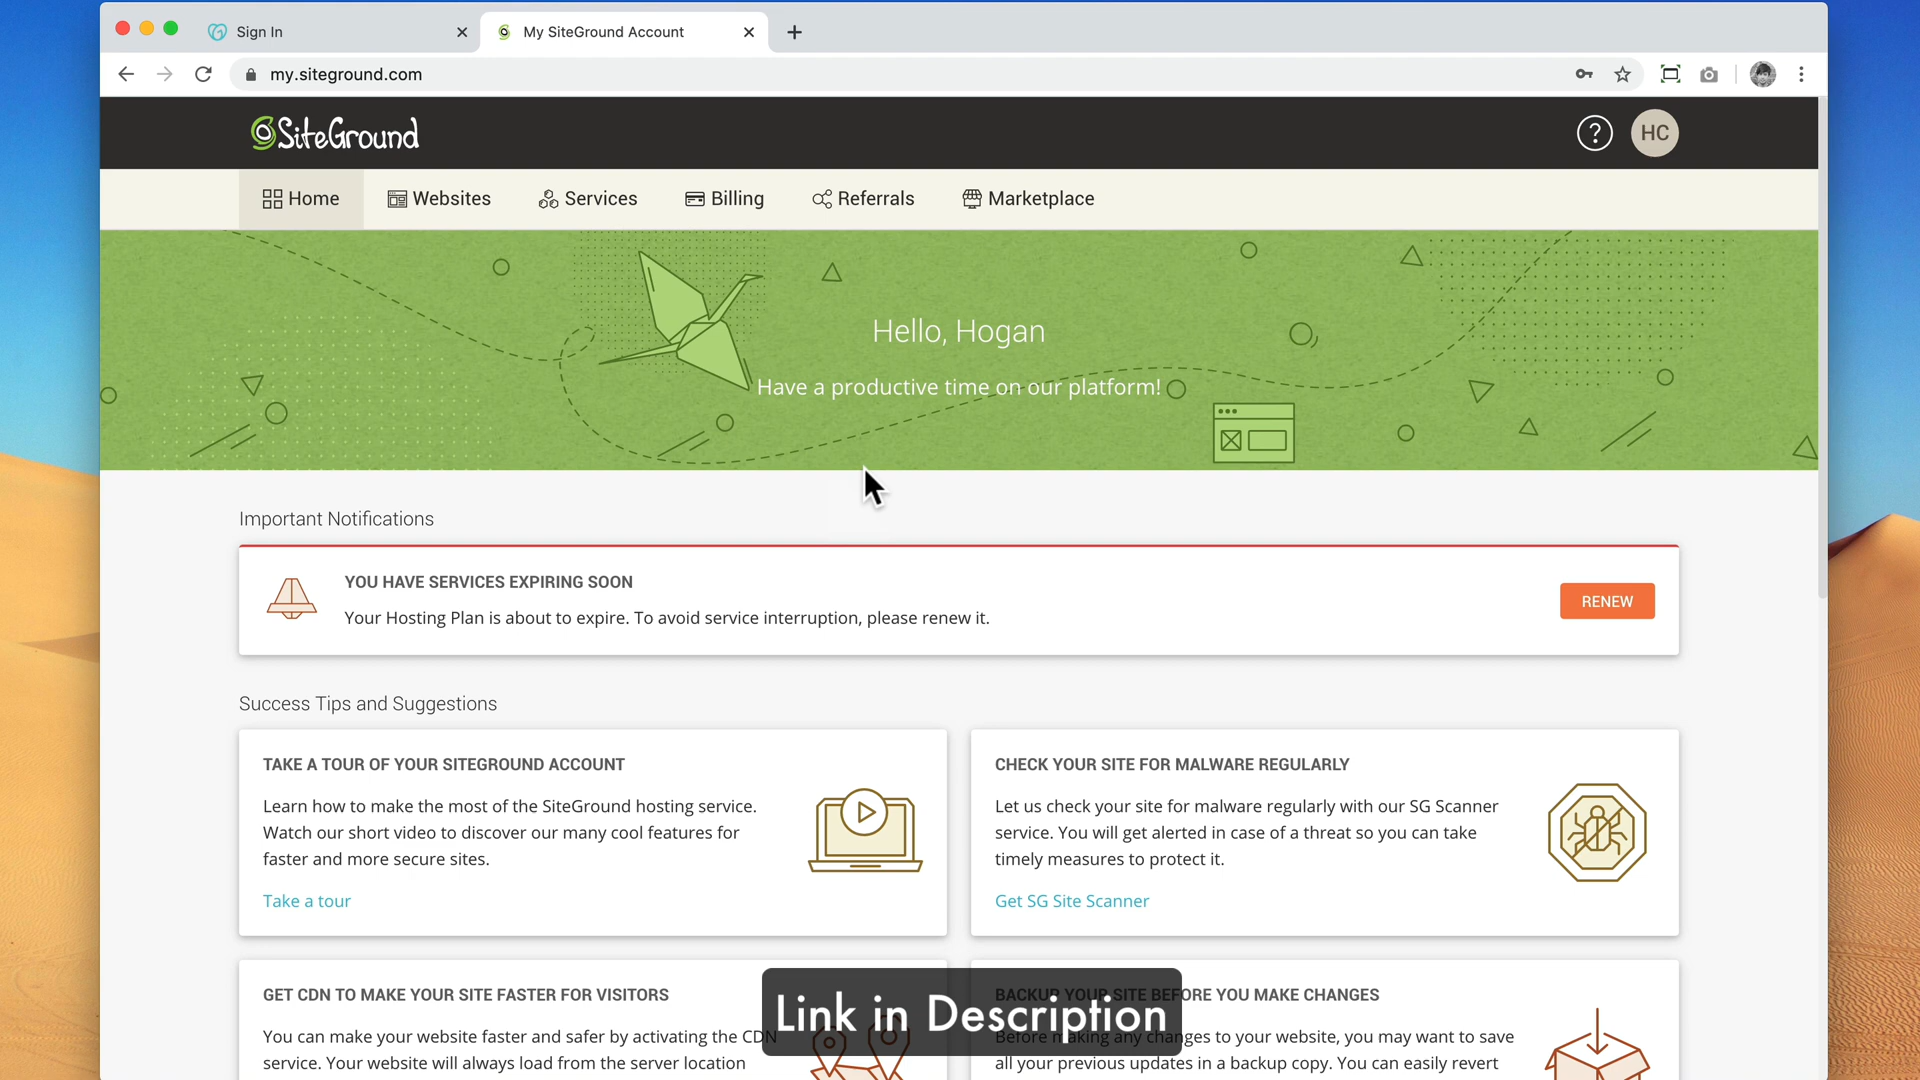 Sign In
My SiteGround Account
my.siteground.com
SiteGround
HC
Home
Websites
Services
Billing
Referrals
Marketplace
Hello, Hogan
Have a productive time on our platform!
Important Notifications
YOU HAVE SERVICES EXPIRING SOON
Your Hosting Plan is about to expire. To avoid service interruption, please renew it.
RENEW
Success Tips and Suggestions
TAKE A TOUR OF YOUR SITEGROUND ACCOUNT
Learn how to make the most of the SiteGround hosting service.
Watch our short video to discover our many cool features for
faster and more secure sites.
Take a tour
CHECK YOUR SITE FOR MALWARE REGULARLY
Let us check your site for malware regularly with our SG Scanner
service. You will get alerted in case of a threat so you can take
timely measures to protect it.
Get SG Site Scanner
GET CDN TO MAKE YOUR SITE FASTER FOR VISITORS
You can make your website faster and safer by activating the CDN
service. Your website will always load from the server location
BACKUP YOUR SITE BEFORE YOU MAKE CHANGES
Before making any changes to your website, you may want to save
all your previous updates in a backup copy. You can easily revert
Link in Description